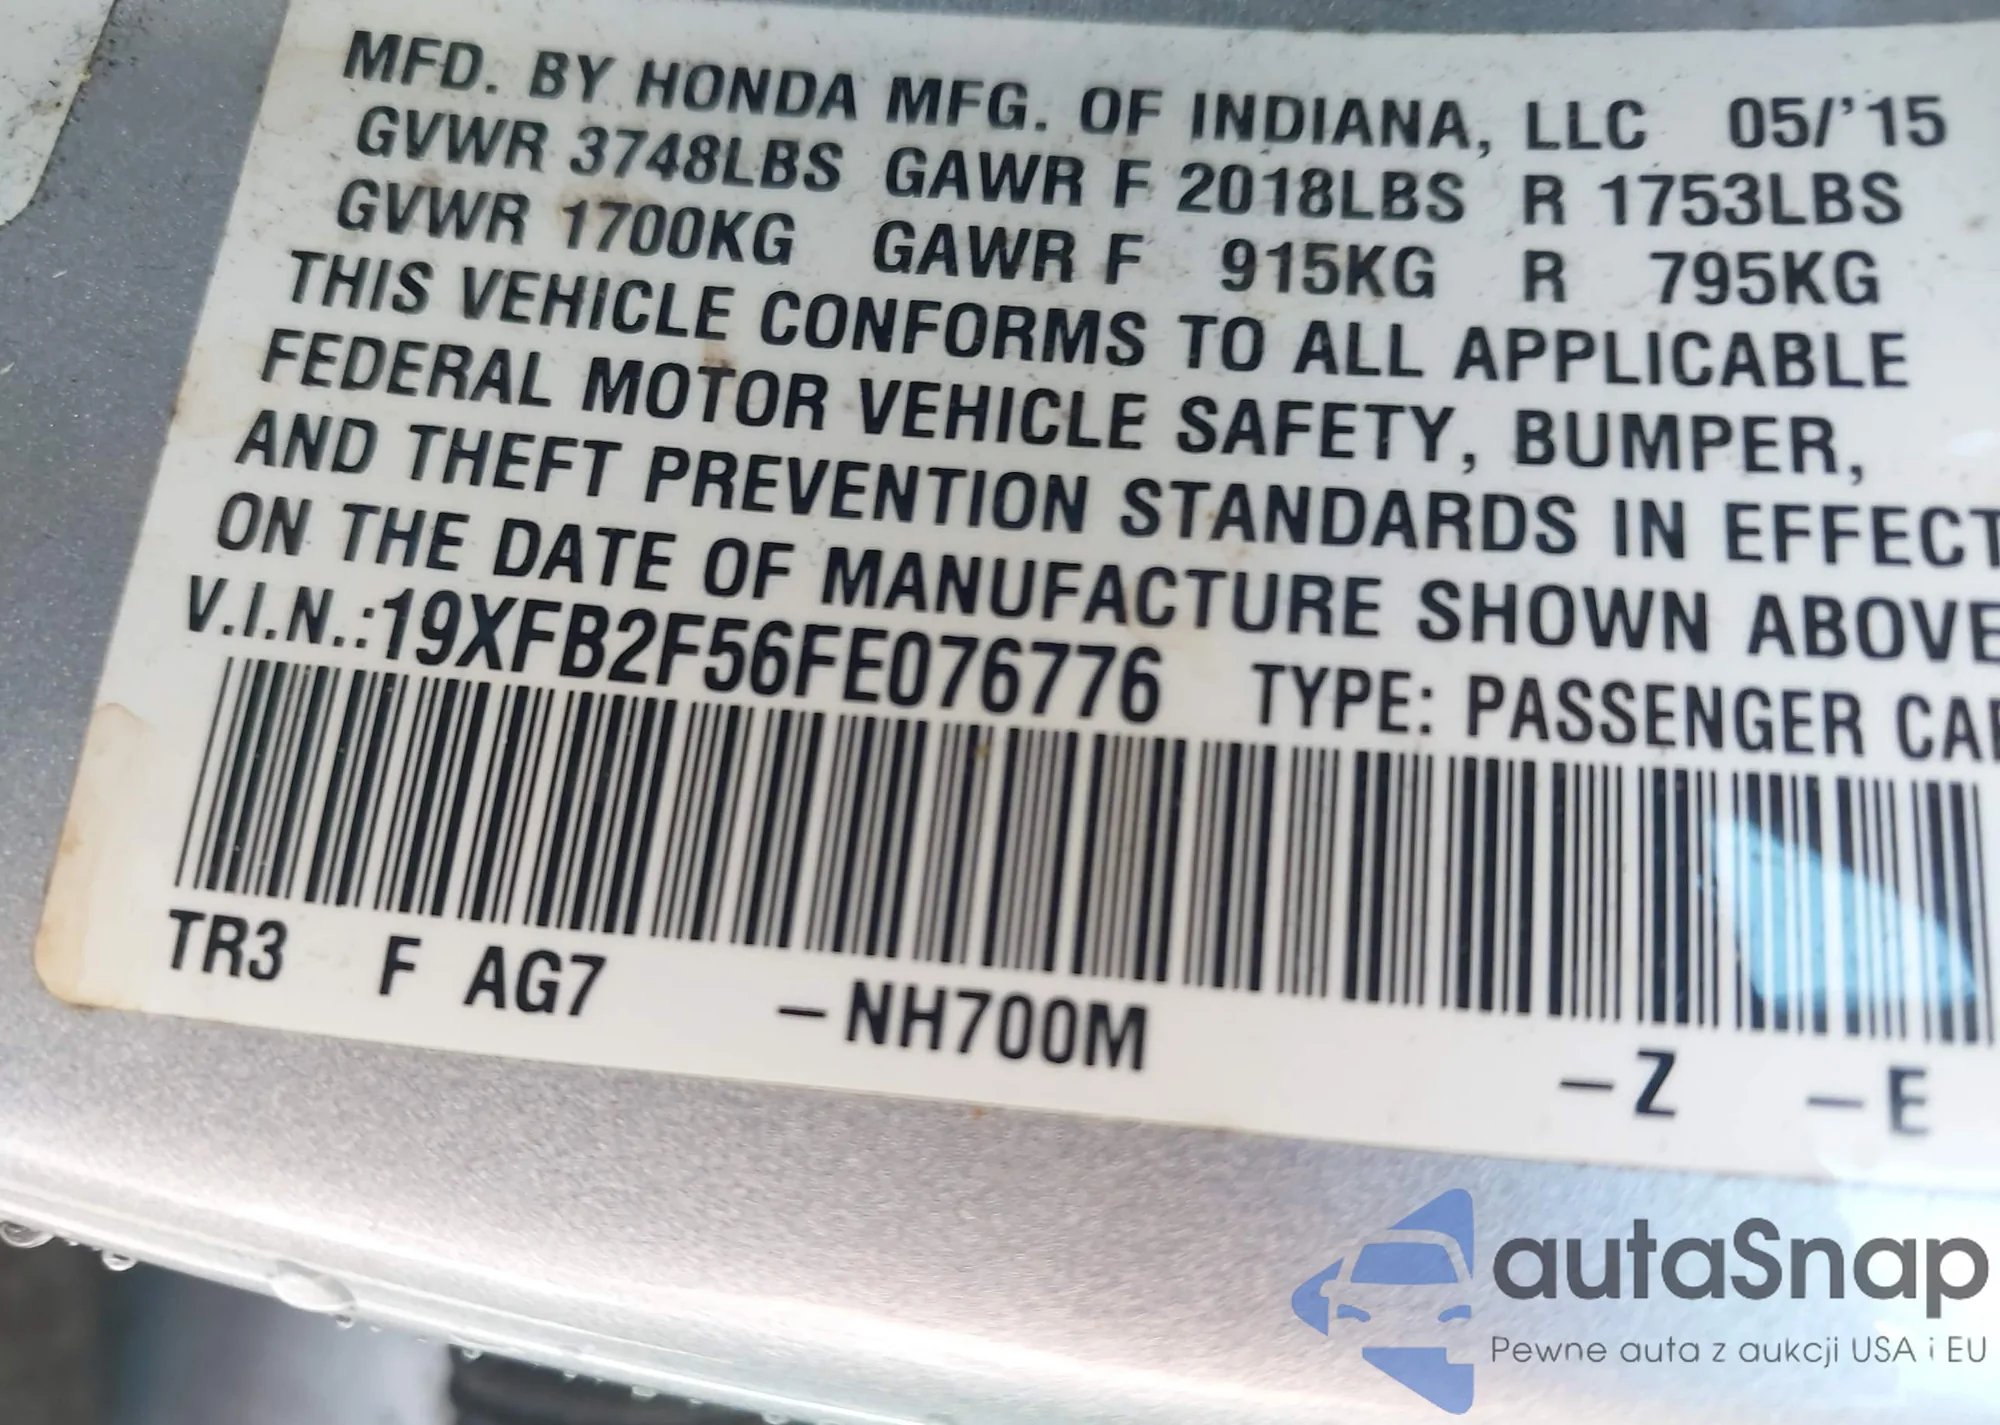 MFD. BY HONDA MFG. OF INDIANA, LLC 05/'15
GVWR 3748LBS GAWR F 2018LBS R 1753LBS
GVWR 1700KG GAWR F 915KG R 795KG
THIS VEHICLE CONFORMS TO ALL APPLICABLE
FEDERAL MOTOR VEHICLE SAFETY, BUMPER,
AND THEFT PREVENTION STANDARDS IN EFFECT
ON THE DATE OF MANUFACTURE SHOWN ABOVE
V.I.N.:19XFB2F56FE076776 TYPE: PASSENGER CAR
TR3 F AG7 –NH700M –Z –E
autaSnap
Pewne auta z aukcji USA i EU